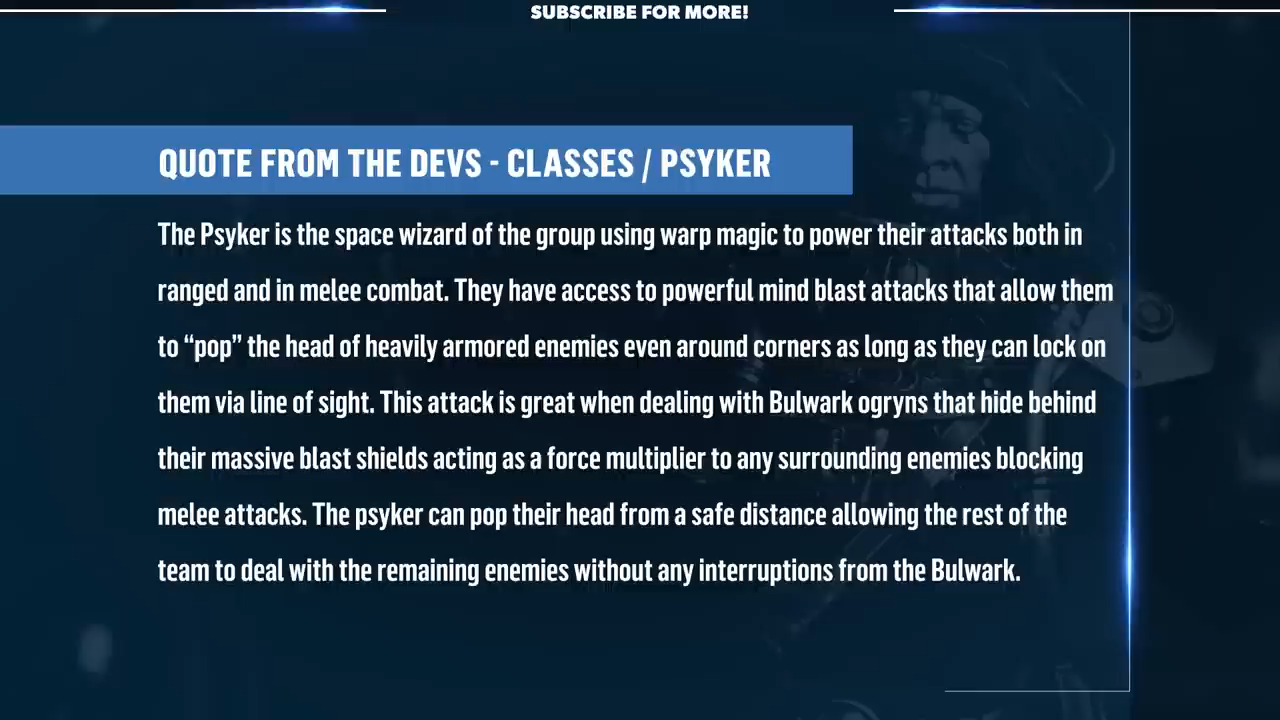 SUBSCRIBE FOR MORE!
QUOTE FROM THE DEVS - CLASSES / PSYKER
The Psyker is the space wizard of the group using warp magic to power their attacks both in
ranged and in melee combat. They have access to powerful mind blast attacks that allow them
to “pop” the head of heavily armored enemies even around corners as long as they can lock on
them via line of sight. This attack is great when dealing with Bulwark ogryns that hide behind
their massive blast shields acting as a force multiplier to any surrounding enemies blocking
melee attacks. The psyker can pop their head from a safe distance allowing the rest of the
team to deal with the remaining enemies without any interruptions from the Bulwark.